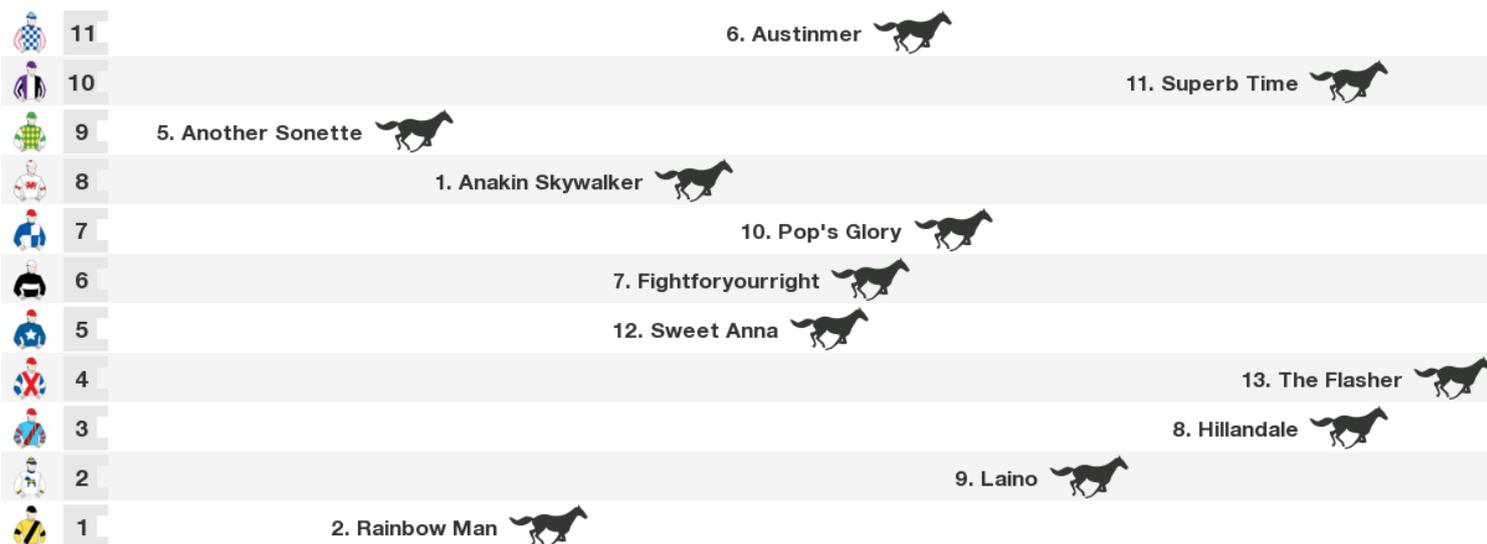 11 6. Austinmer
10 11. Superb Time
9 5. Another Sonette
8 1. Anakin Skywalker
7 10. Pop's Glory
6 7. Fightforyourright
5 12. Sweet Anna
4 13. The Flasher
3 8. Hillandale
2 9. Laino
1 2. Rainbow Man